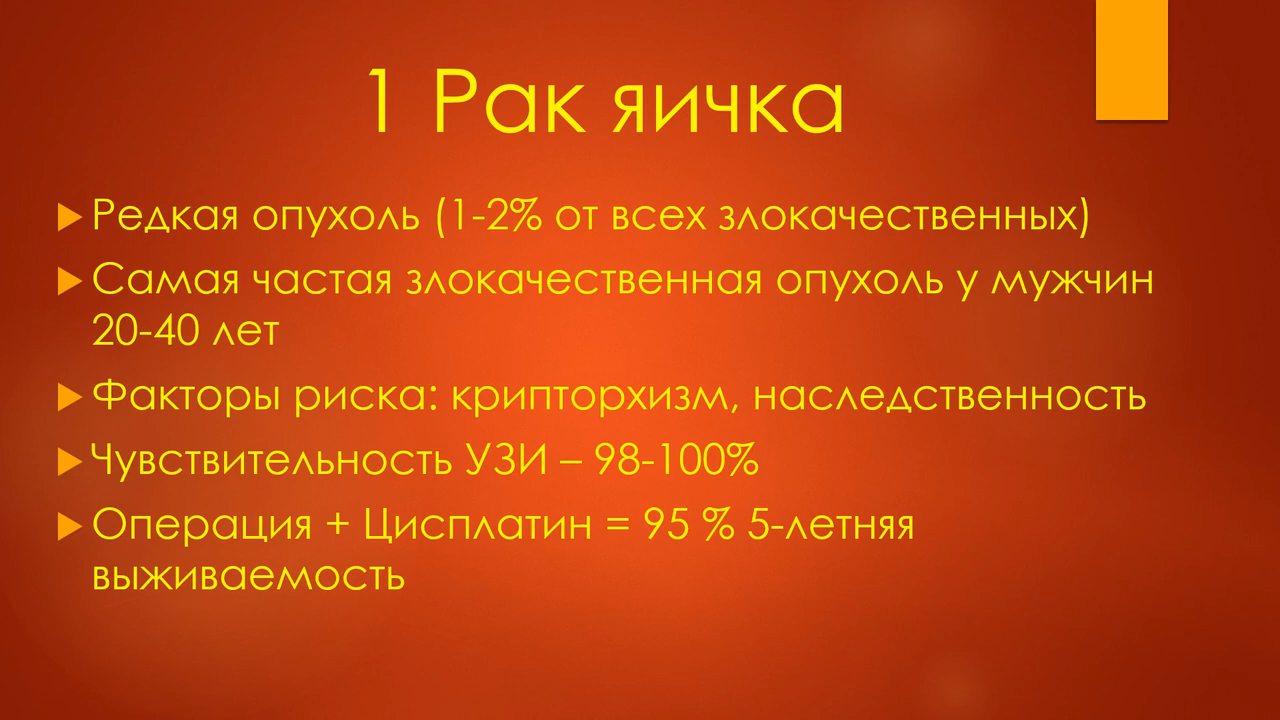 1 Рак яичка
Редкая опухоль (1-2% от всех злокачественных)
Самая частая злокачественная опухоль у мужчин
20-40 лет
Факторы риска: крипторхизм, наследственность
Чувствительность УЗИ – 98-100%
Операция + Цисплатин = 95 % 5-летняя
выживаемость